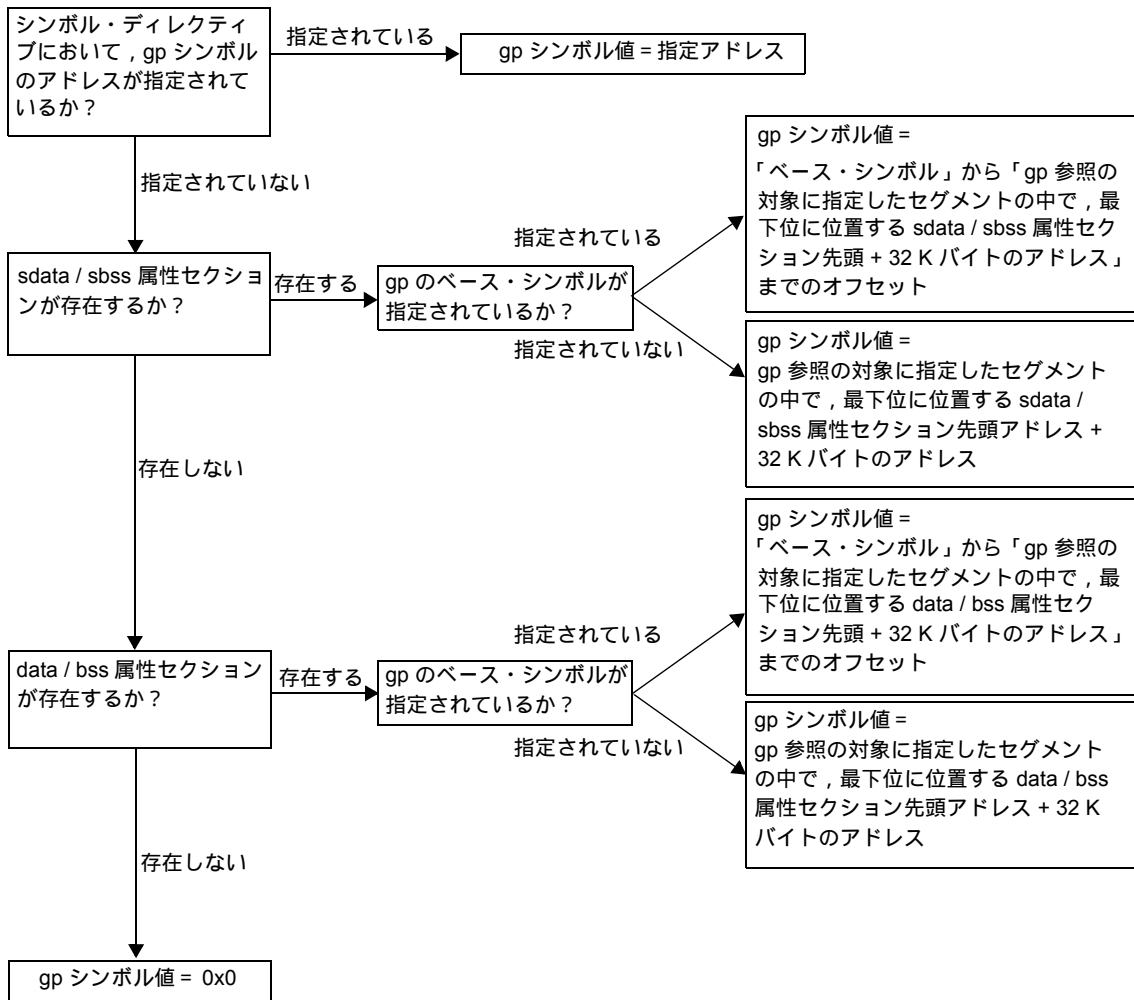 シンボル・ディレクティ
ブにおいて，gp シンボル
のアドレスが指定されて
いるか？
指定されている
gp シンボル値 = 指定アドレス
指定されていない
sdata / sbss 属性セクショ
ンが存在するか？
存在する
gp のベース・シンボルが
指定されているか？
指定されている
gp シンボル値 =
「ベース・シンボル」から「gp 参照の
対象に指定したセグメントの中で，最
下位に位置する sdata / sbss 属性セク
ション先頭 + 32 K バイトのアドレス」
までのオフセット
指定されていない
gp シンボル値 =
gp 参照の対象に指定したセグメント
の中で，最下位に位置する sdata /
sbss 属性セクション先頭アドレス +
32 K バイトのアドレス
存在しない
data / bss 属性セクション
が存在するか？
存在する
gp のベース・シンボルが
指定されているか？
指定されている
gp シンボル値 =
「ベース・シンボル」から「gp 参照の
対象に指定したセグメントの中で，最
下位に位置する data / bss 属性セク
ション先頭 + 32 K バイトのアドレス」
までのオフセット
指定されていない
gp シンボル値 =
gp 参照の対象に指定したセグメント
の中で，最下位に位置する data / bss
属性セクション先頭アドレス + 32 K
バイトのアドレス
存在しない
gp シンボル値 = 0x0